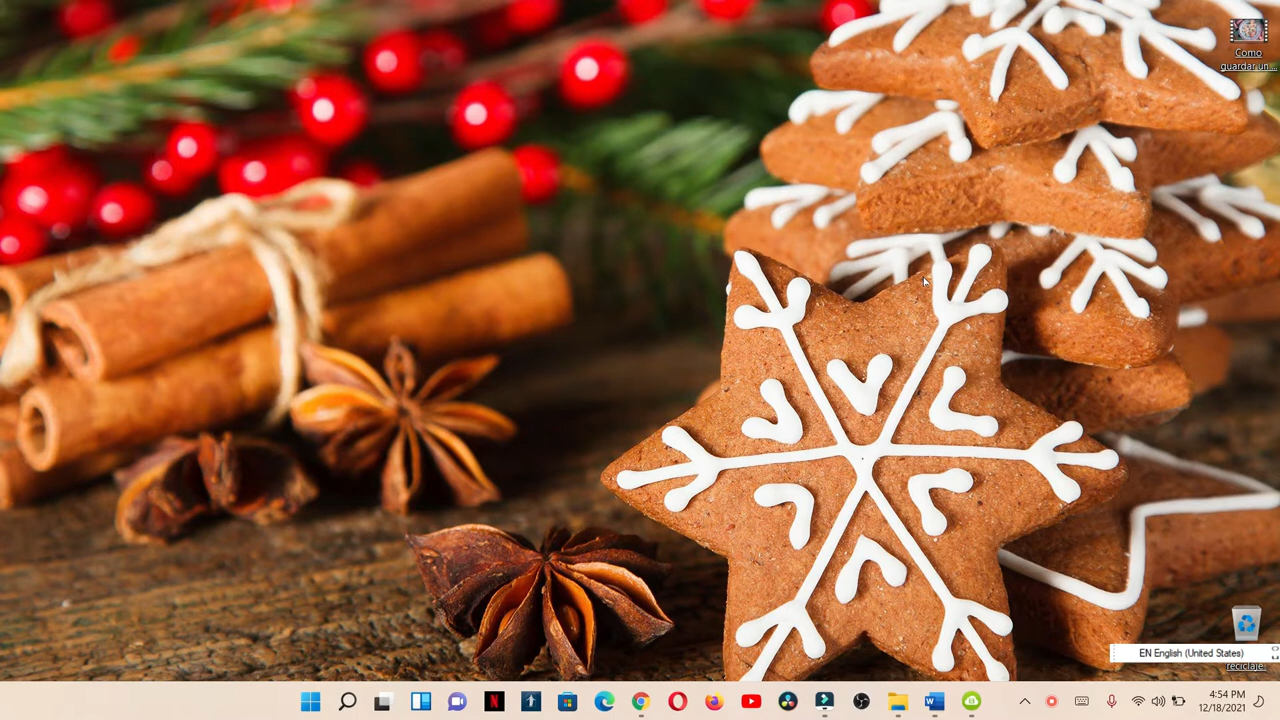 Como
guardar un...
EN English (United States)
reciclaje.
4:54 PM
12/18/2021